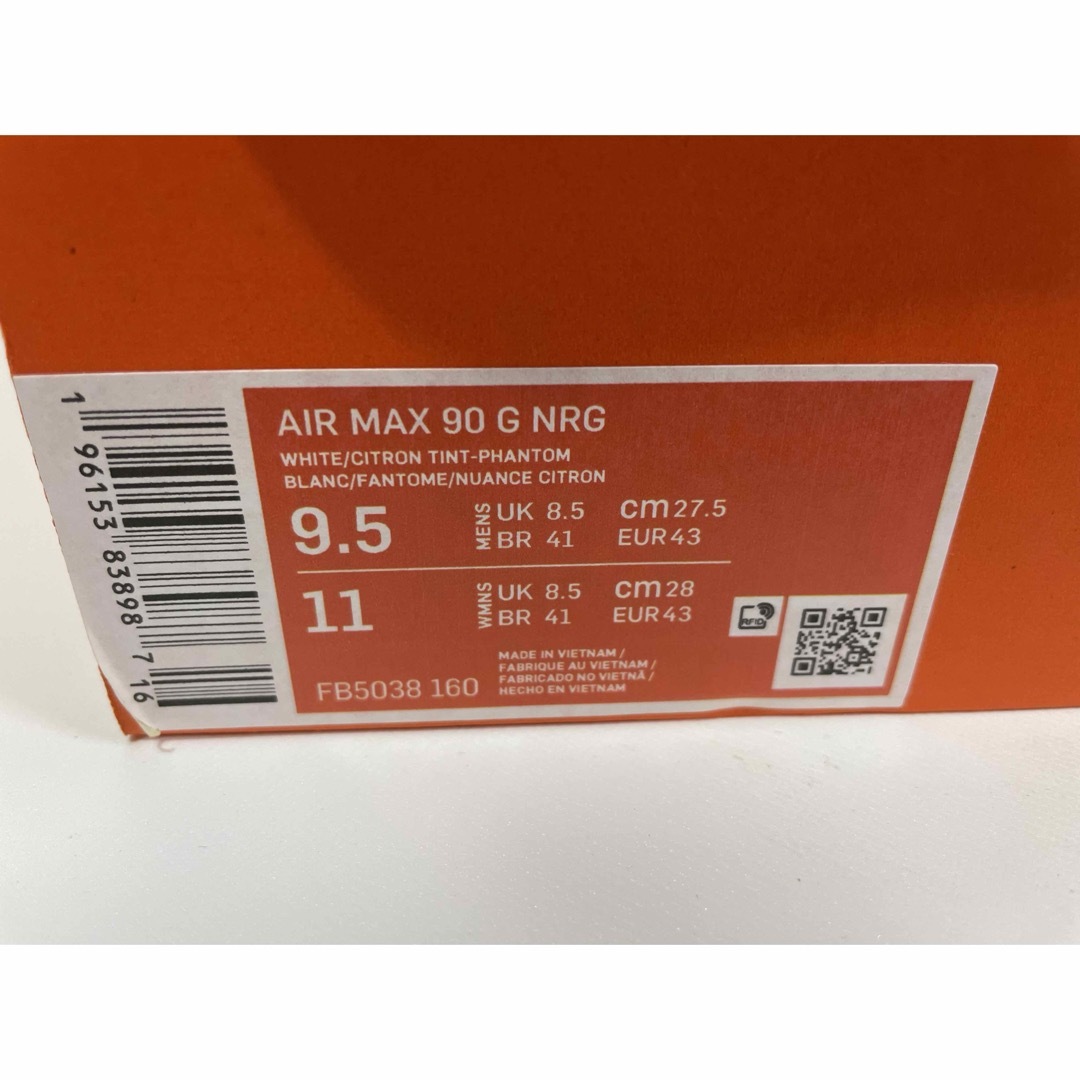 AIR MAX 90 G NRG
WHITE/CITRON TINT-PHANTOM
BLANC/FANTOME/NUANCE CITRON
9.5 MENS UK 8.5 cm 27.5
BR 41 EUR 43
11 WMNS UK 8.5 cm 28
BR 41 EUR 43
RFID
MADE IN VIETNAM /
FABRIQUE AU VIETNAM /
FABRICADO NO VIETNÃ /
HECHO EN VIETNAM
FB5038 160
1 96153 83898 7 16